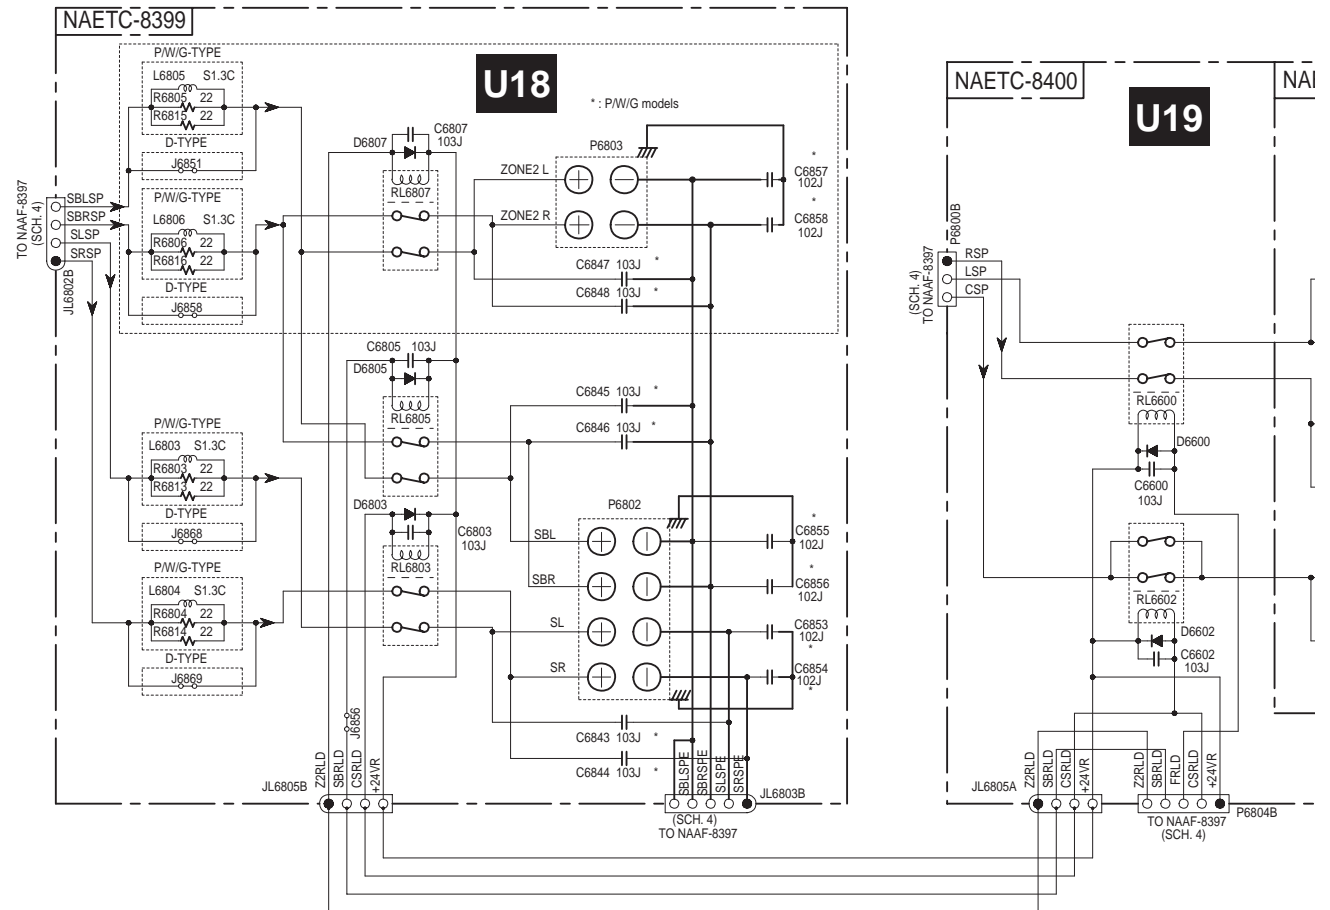 NAETC-8399
U18
* : P/W/G models
P/W/G-TYPE
L6805 S1.3C
R6805 22
R6815 22
D-TYPE
J6851
P/W/G-TYPE
L6806 S1.3C
R6806 22
R6816 22
D-TYPE
J6858
TO NAAF-8397
(SCH. 4)
SBLSP
SBRSP
SLSP
SRSP
JL6802B
P/W/G-TYPE
L6803 S1.3C
R6803 22
R6813 22
D-TYPE
J6868
P/W/G-TYPE
L6804 S1.3C
R6804 22
R6814 22
D-TYPE
J6869
D6807
C6807
103J
RL6807
ZONE2 L
ZONE2 R
P6803
*
C6857
102J
*
C6858
102J
C6847 103J *
C6848 103J *
C6805 103J
D6805
RL6805
C6845 103J *
C6846 103J *
D6803
C6803
103J
RL6803
P6802
SBL
SBR
SL
SR
*
C6855
102J
*
C6856
102J
C6853
102J
*
C6854
102J
*
C6843 103J *
C6844 103J *
J6856
JL6805B
Z2RLD
SBRLD
CSRLD
+24VR
SBLSPE
SBRSPE
SLSPE
SRSPE
JL6803B
(SCH. 4)
TO NAAF-8397
NAETC-8400
U19
NAE
P6800B
(SCH. 4)
TO NAAF-8397
RSP
LSP
CSP
RL6600
D6600
C6600
103J
RL6602
D6602
C6602
103J
JL6805A
Z2RLD
SBRLD
CSRLD
+24VR
Z2RLD
SBRLD
FRLD
CSRLD
+24VR
P6804B
TO NAAF-8397
(SCH. 4)